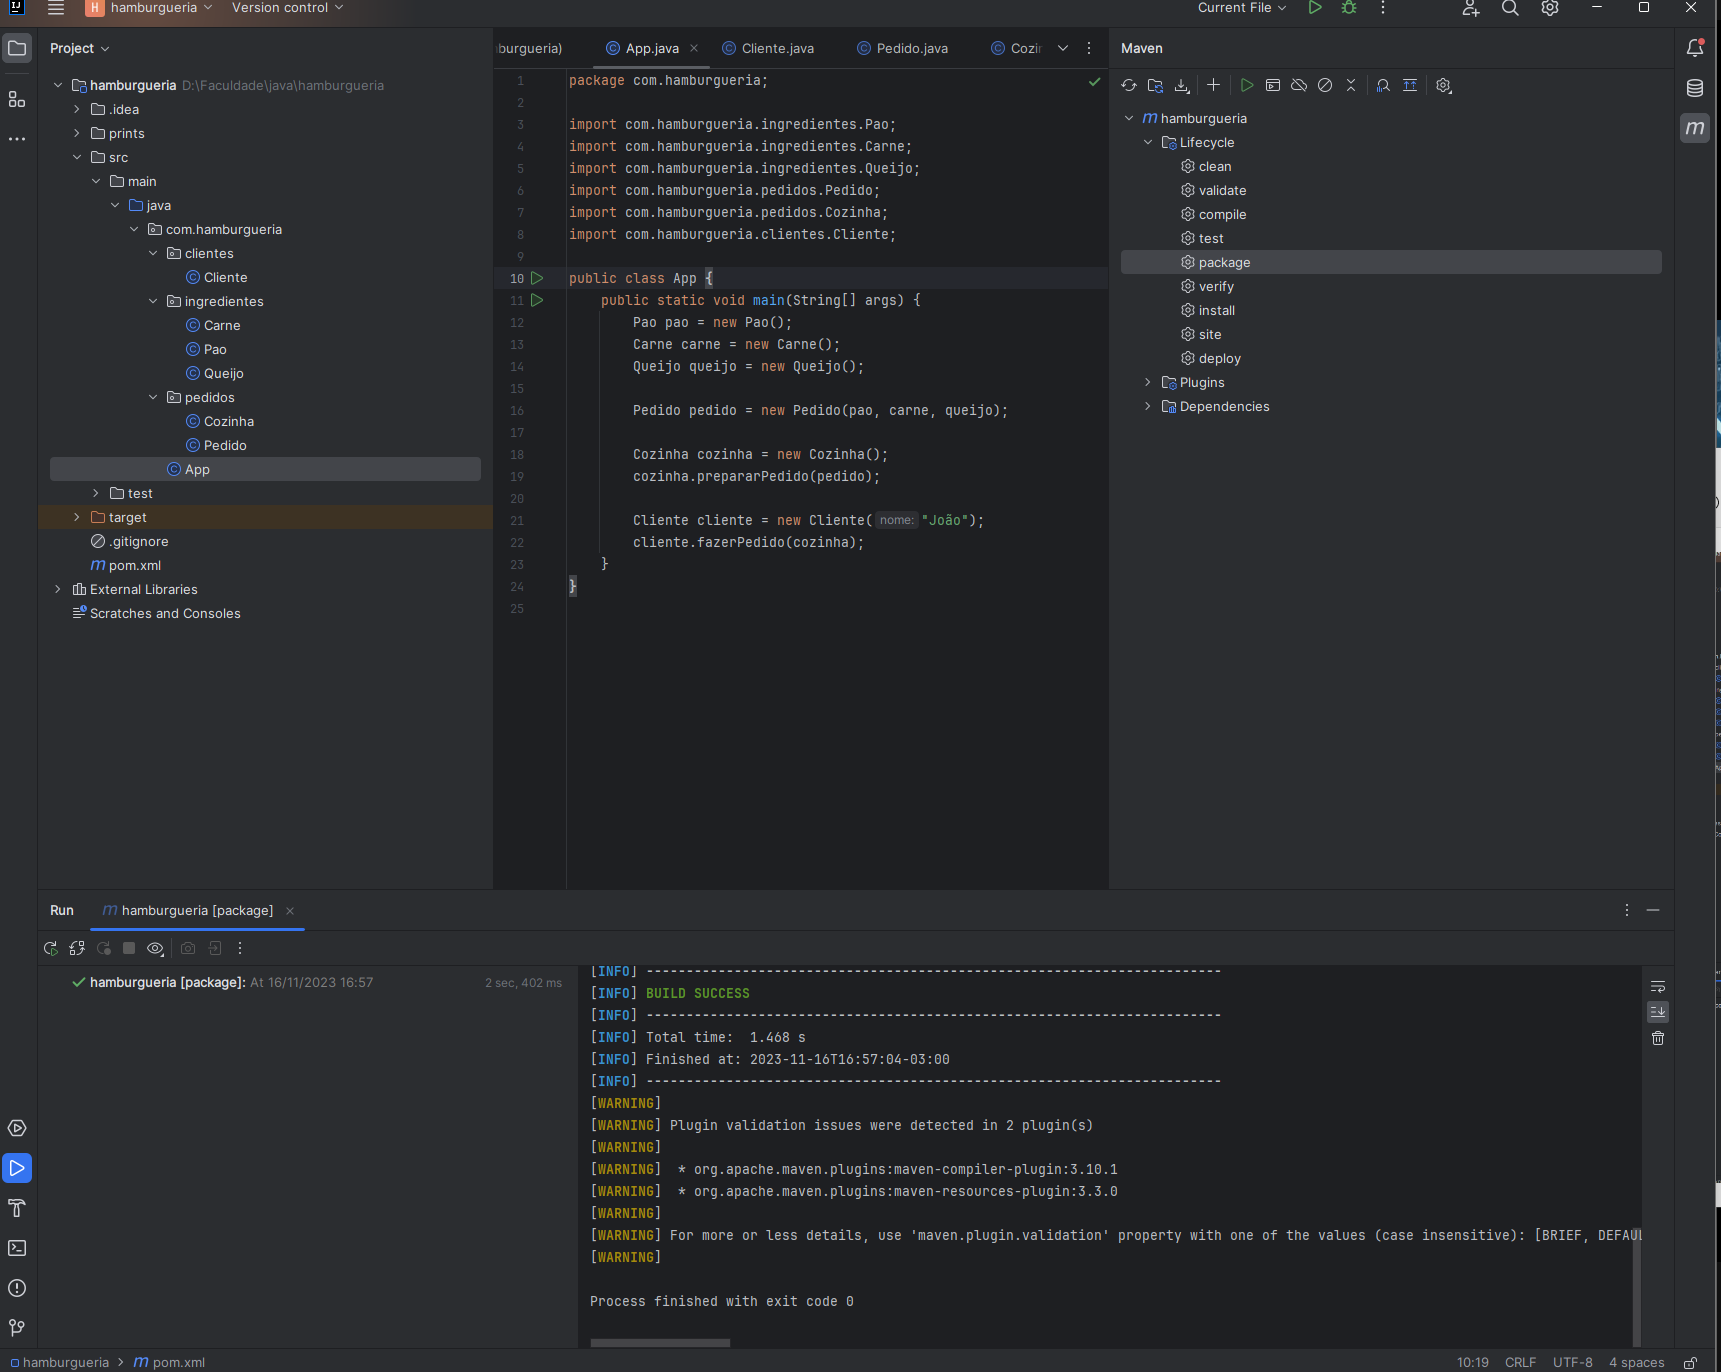 IJ
H hamburgueria
Version control
Current File
Project
hamburgueria D:\Faculdade\java\hamburgueria
.idea
prints
src
main
java
com.hamburgueria
clientes
Cliente
ingredientes
Carne
Pao
Queijo
pedidos
Cozinha
Pedido
App
test
target
.gitignore
pom.xml
External Libraries
Scratches and Consoles
burgueria) App.java Cliente.java Pedido.java Cozi
1 package com.hamburgueria;
2
3 import com.hamburgueria.ingredientes.Pao;
4 import com.hamburgueria.ingredientes.Carne;
5 import com.hamburgueria.ingredientes.Queijo;
6 import com.hamburgueria.pedidos.Pedido;
7 import com.hamburgueria.pedidos.Cozinha;
8 import com.hamburgueria.clientes.Cliente;
9
10 public class App {
11 public static void main(String[] args) {
12 Pao pao = new Pao();
13 Carne carne = new Carne();
14 Queijo queijo = new Queijo();
15
16 Pedido pedido = new Pedido(pao, carne, queijo);
17
18 Cozinha cozinha = new Cozinha();
19 cozinha.prepararPedido(pedido);
20
21 Cliente cliente = new Cliente( nome: "João");
22 cliente.fazerPedido(cozinha);
23 }
24 }
25
Maven
m hamburgueria
Lifecycle
clean
validate
compile
test
package
verify
install
site
deploy
Plugins
Dependencies
m
Run m hamburgueria [package]
hamburgueria [package]: At 16/11/2023 16:57 2 sec, 402 ms
[INFO] ------------------------------------------------------------------------
[INFO] BUILD SUCCESS
[INFO] ------------------------------------------------------------------------
[INFO] Total time:  1.468 s
[INFO] Finished at: 2023-11-16T16:57:04-03:00
[INFO] ------------------------------------------------------------------------
[WARNING]
[WARNING] Plugin validation issues were detected in 2 plugin(s)
[WARNING]
[WARNING]  * org.apache.maven.plugins:maven-compiler-plugin:3.10.1
[WARNING]  * org.apache.maven.plugins:maven-resources-plugin:3.3.0
[WARNING]
[WARNING] For more or less details, use 'maven.plugin.validation' property with one of the values (case insensitive): [BRIEF, DEFAUL
[WARNING]
Process finished with exit code 0
hamburgueria > m pom.xml
10:19 CRLF UTF-8 4 spaces